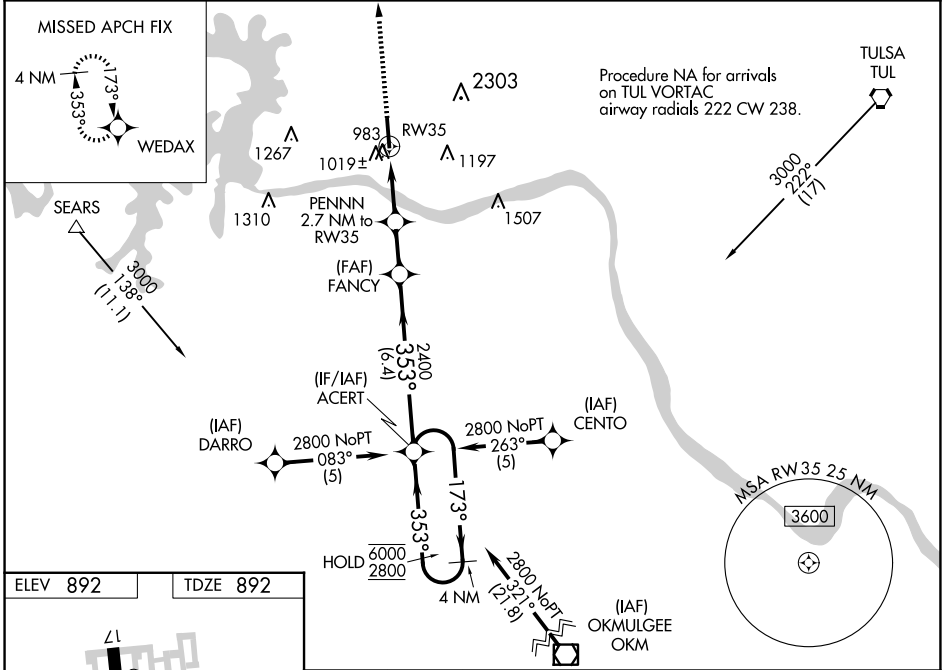 MISSED APCH FIX
4 NM
173°
353°
WEDAX
2303
Procedure NA for arrivals
on TUL VORTAC
airway radials 222 CW 238.
TULSA
TUL
3000
222°
(17)
983
RW35
1019±
1267
1197
1310
1507
PENNN
2.7 NM to
RW35
SEARS
3000
138°
(11.1)
(FAF)
FANCY
2400
353°
(6.4)
(IF/IAF)
ACERT
(IAF)
DARRO
2800 NoPT
083°
(5)
2800 NoPT
263°
(5)
(IAF)
CENTO
353°
173°
HOLD
6000
2800
4 NM
2800 NoPT
321°
(21.8)
(IAF)
OKMULGEE
OKM
MSA RW35 25 NM
3600
ELEV 892
TDZE 892
17